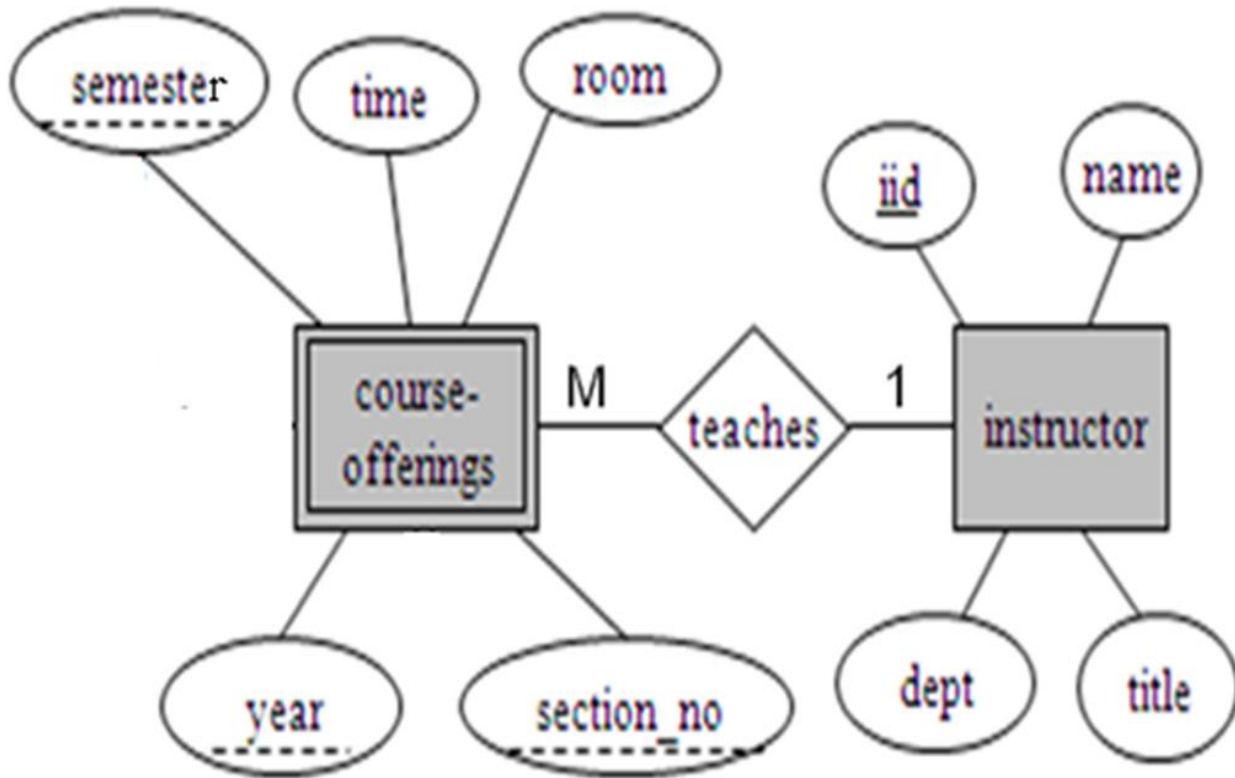 semester
time
room
iid
name
course-
offerings
M
teaches
1
instructor
year
section_no
dept
title